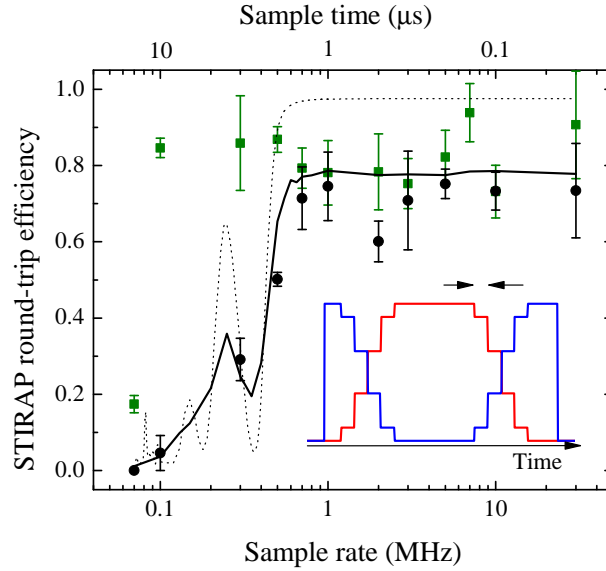 Sample time (μs)
10 1 0.1
STIRAP round-trip efficiency
1.0
0.8
0.6
0.4
0.2
0.0
Time
0.1 1 10
Sample rate (MHz)